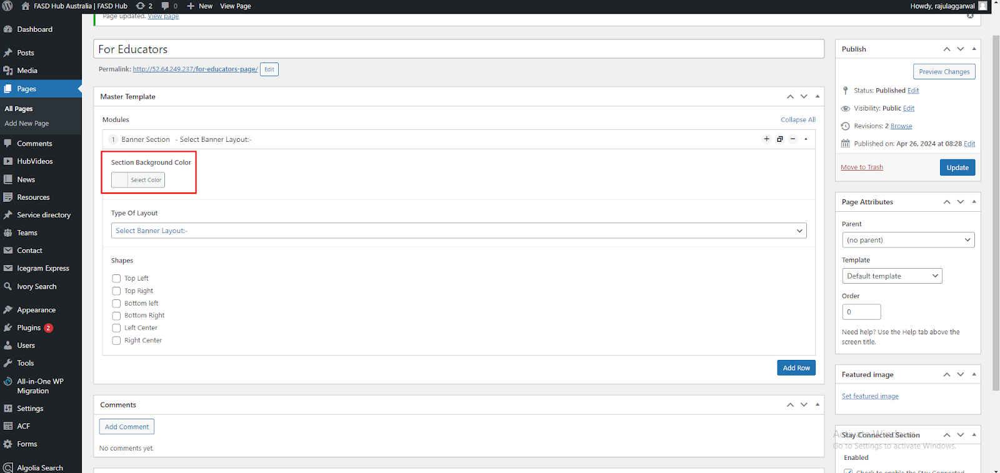 FASD Hub Australia | FASD Hub 2 0 New View Page Howdy, rajulaggarwal
Dashboard
Posts
Media
Pages
All Pages
Add New Page
Comments
HubVideos
News
Resources
Service directory
Teams
Contact
Icegram Express
Ivory Search
Appearance
Plugins 2
Users
Tools
All-in-One WP
Migration
Settings
ACF
Forms
Algolia Search
Page updated. View page
For Educators
Permalink: http://52.64.249.237/for-educators-page/ Edit
Master Template
Modules Collapse All
1 Banner Section - Select Banner Layout:-
Section Background Color
Select Color
Type Of Layout
Select Banner Layout:-
Shapes
Top Left
Top Right
Bottom left
Bottom Right
Left Center
Right Center
Add Row
Comments
Add Comment
No comments yet.
Publish
Preview Changes
Status: Published Edit
Visibility: Public Edit
Revisions: 2 Browse
Published on: Apr 26, 2024 at 08:28 Edit
Move to Trash Update
Page Attributes
Parent
(no parent)
Template
Default template
Order
0
Need help? Use the Help tab above the
screen title.
Featured image
Set featured image
Stay Connected Section
Activate Windows
Go to Settings to activate Windows.
Enabled
Check to enable the Stay Connected